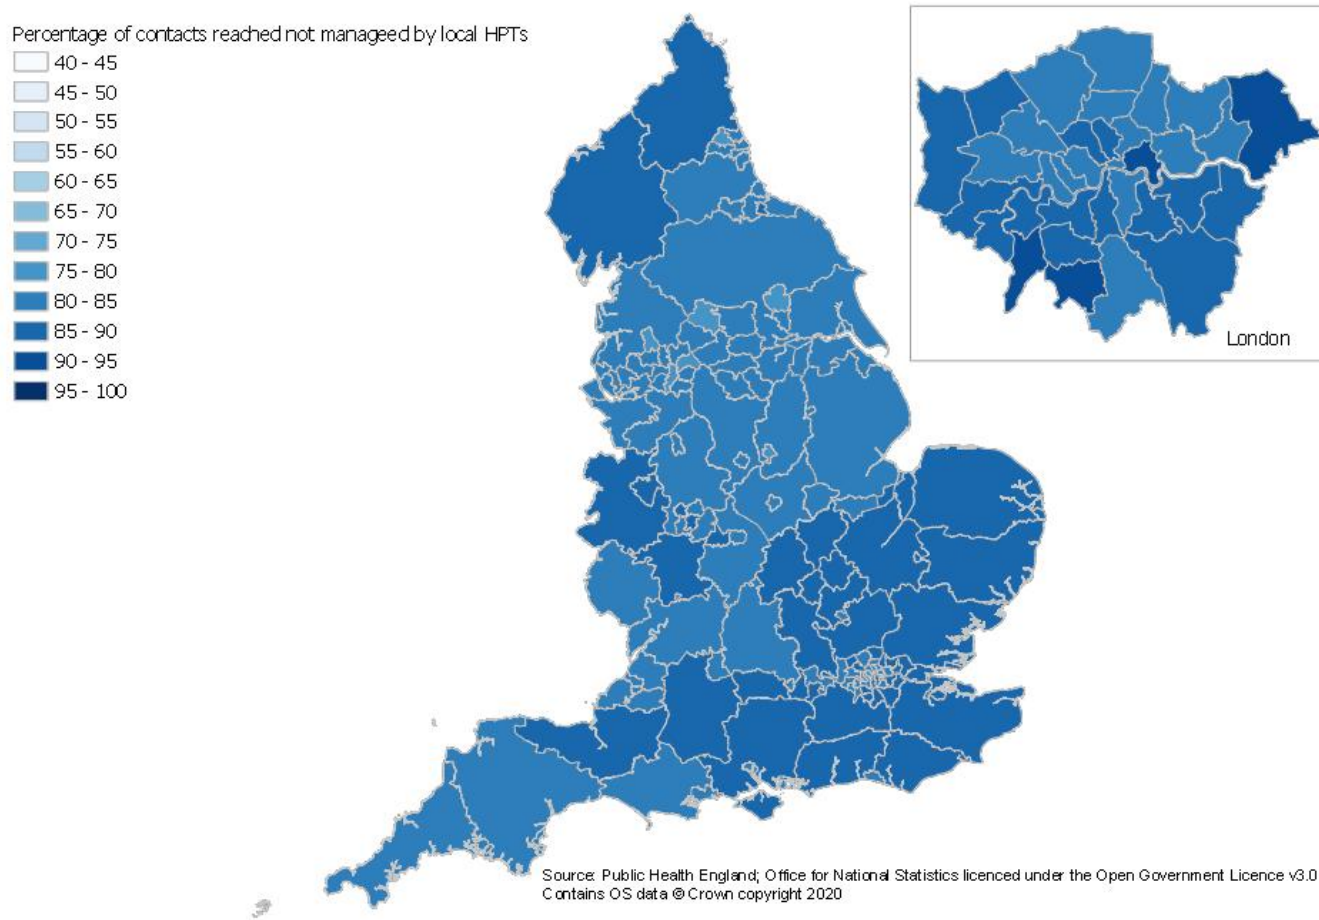 Percentage of contacts reached not manageed by local HPTs
40 - 45
45 - 50
50 - 55
55 - 60
60 - 65
65 - 70
70 - 75
75 - 80
80 - 85
85 - 90
90 - 95
95 - 100
London
Source: Public Health England; Office for National Statistics licenced under the Open Government Licence v3.0
Contains OS data © Crown copyright 2020